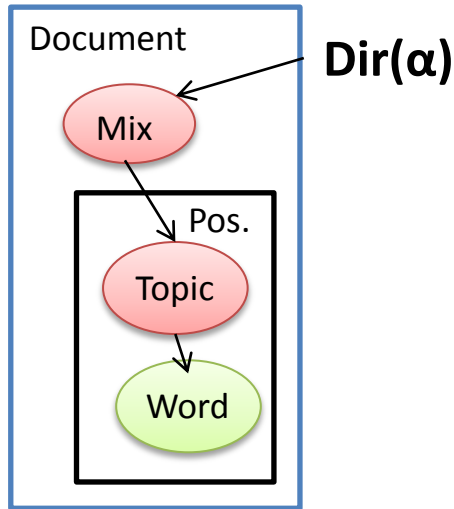 Document
Dir(α)
Mix
Pos.
Topic
Word